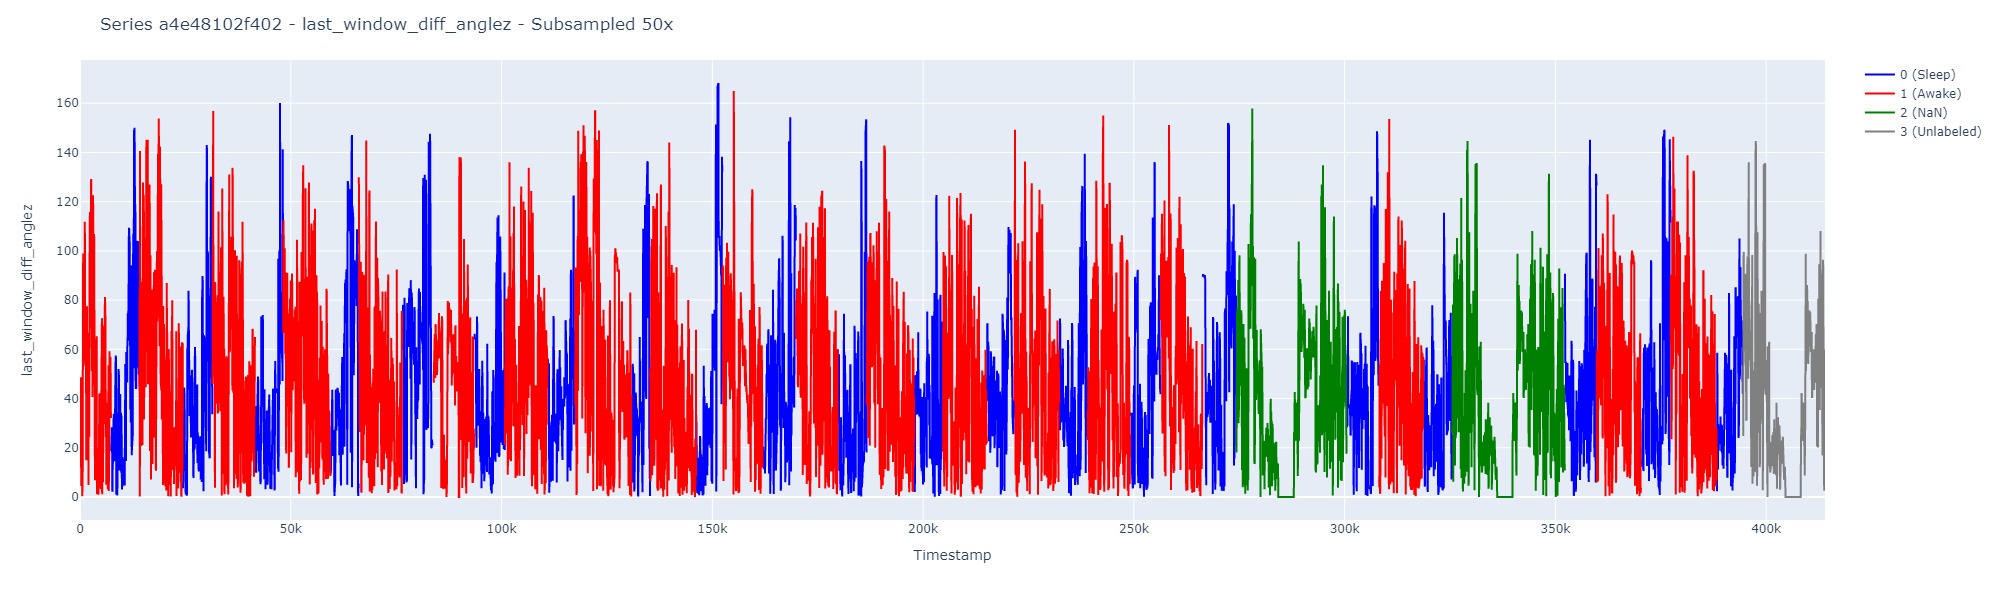 Series a4e48102f402 - last_window_diff_anglez - Subsampled 50x
0 (Sleep)
1 (Awake)
2 (NaN)
3 (Unlabeled)
last_window_diff_anglez
160
140
120
100
80
60
40
20
0
0
50k
100k
150k
200k
250k
300k
350k
400k
Timestamp